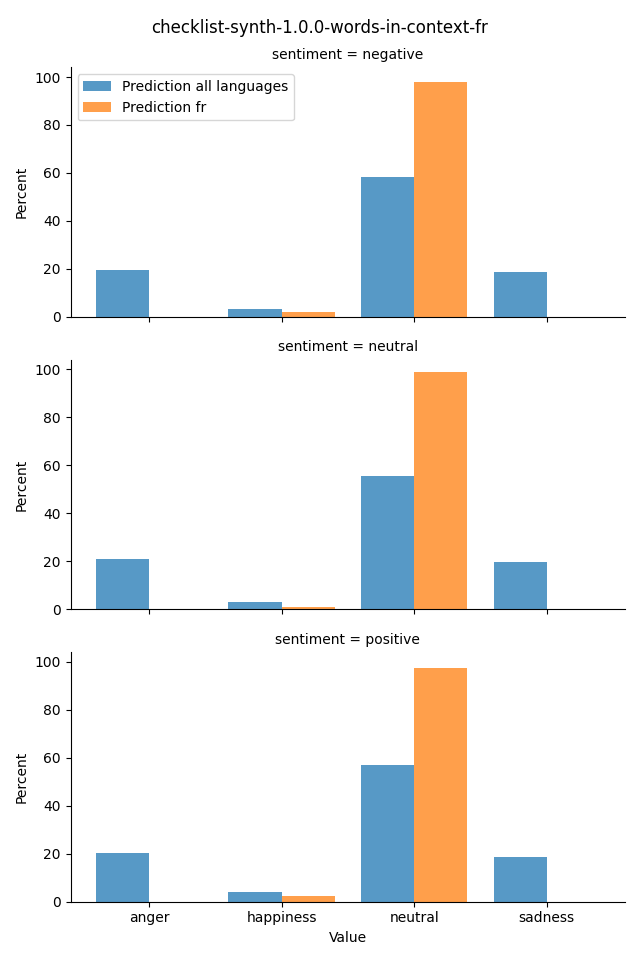 checklist-synth-1.0.0-words-in-context-fr
sentiment = negative
Prediction all languages
Prediction fr
100
80
60
40
20
0
Percent
sentiment = neutral
100
80
60
40
20
0
Percent
sentiment = positive
100
80
60
40
20
0
Percent
anger happiness neutral sadness
Value